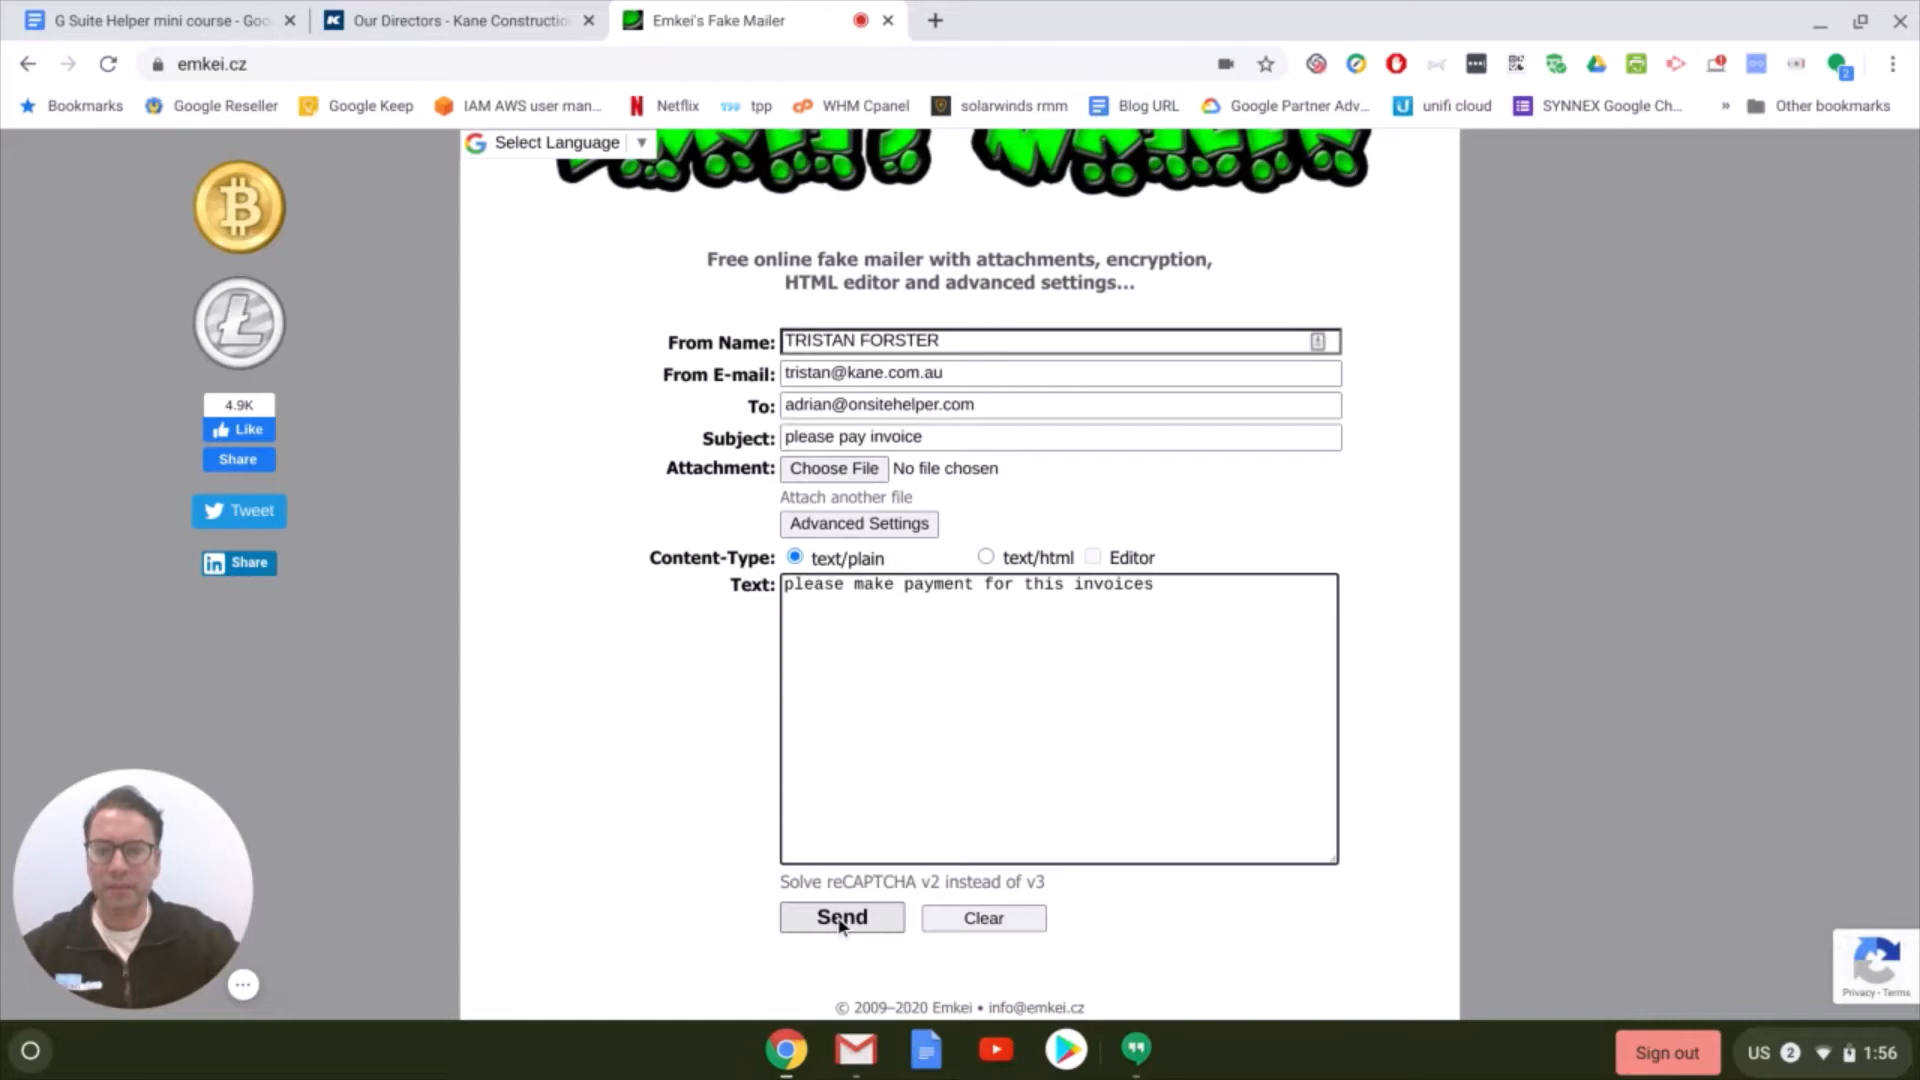 G Suite Helper mini course - Goo
Our Directors - Kane Constructio
Emkei's Fake Mailer
emkei.cz
2
Bookmarks
Google Reseller
Google Keep
IAM AWS user man...
Netflix
tpp
WHM Cpanel
solarwinds rmm
Blog URL
Google Partner Adv...
unifi cloud
SYNNEX Google Ch...
»
Other bookmarks
Select Language
Free online fake mailer with attachments, encryption,
HTML editor and advanced settings...
4.9K
Like
Share
Tweet
Share
From Name: TRISTAN FORSTER
From E-mail: tristan@kane.com.au
To: adrian@onsitehelper.com
Subject: please pay invoice
Attachment: Choose File No file chosen
Attach another file
Advanced Settings
Content-Type: text/plain text/html Editor
Text: please make payment for this invoices
Solve reCAPTCHA v2 instead of v3
Send Clear
Privacy - Terms
© 2009–2020 Emkei • info@emkei.cz
Sign out
US 2 1:56